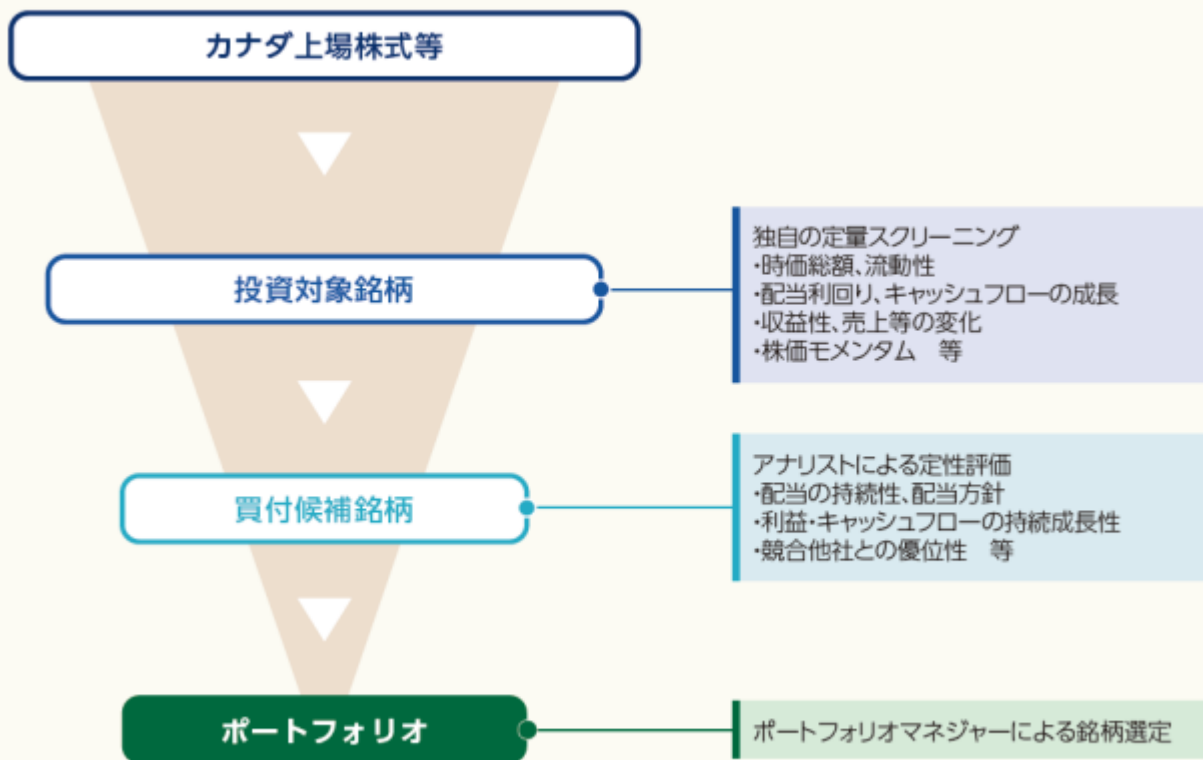 カナダ上場株式等
投資対象銘柄
独自の定量スクリーニング
・時価総額、流動性
・配当利回り、キャッシュフローの成長
・収益性、売上等の変化
・株価モメンタム　等
買付候補銘柄
アナリストによる定性評価
・配当の持続性、配当方針
・利益・キャッシュフローの持続成長性
・競合他社との優位性　等
ポートフォリオ
ポートフォリオマネジャーによる銘柄選定